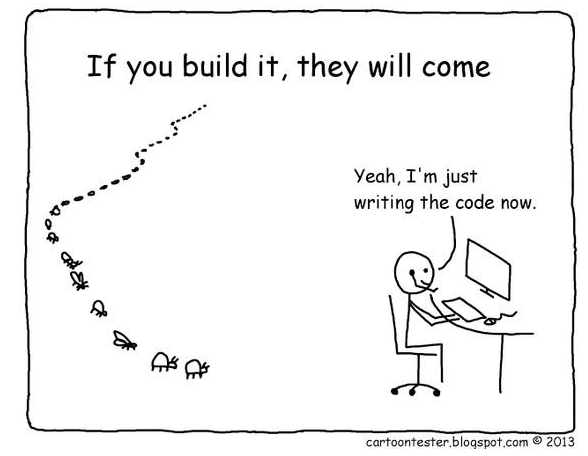 If you build it, they will come
Yeah, I'm just
writing the code now.
cartoontester.blogspot.com © 2013